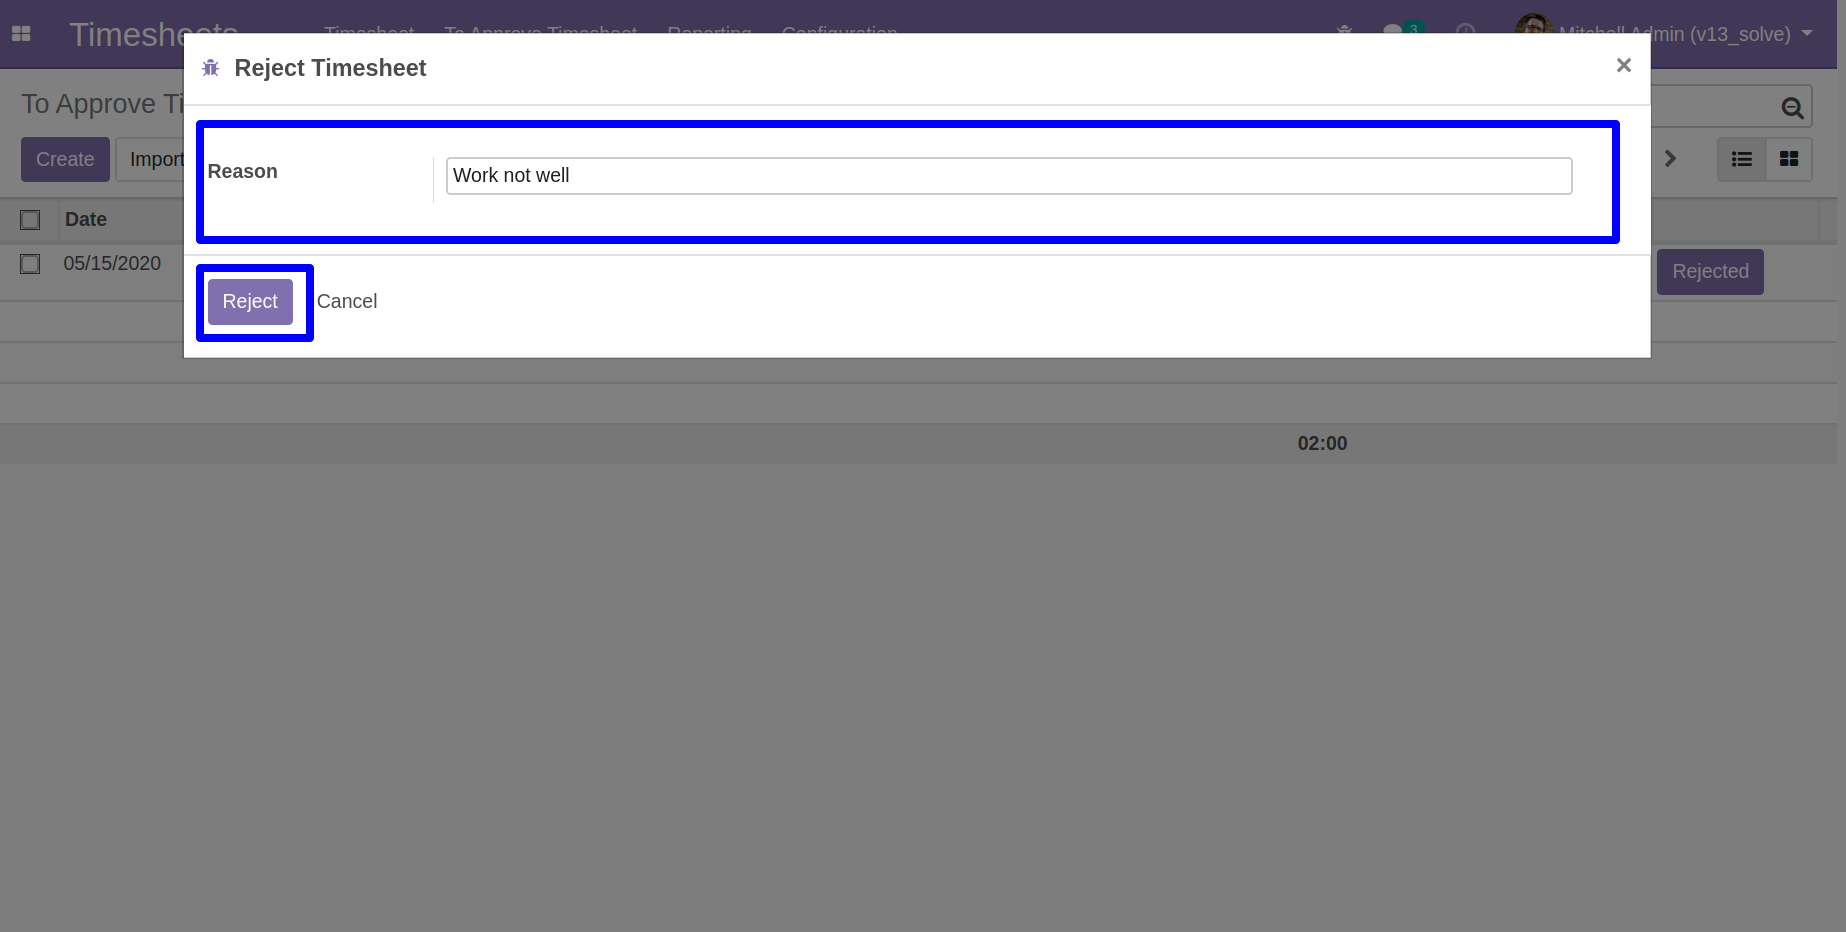 Timesheets Timesheet To Approve Timesheet Reporting Configuration 3 Mitchell Admin (v13_solve)
Reject Timesheet ×
To Approve Ti
Create Import
Reason Work not well
Date
05/15/2020 Rejected
Reject Cancel
02:00